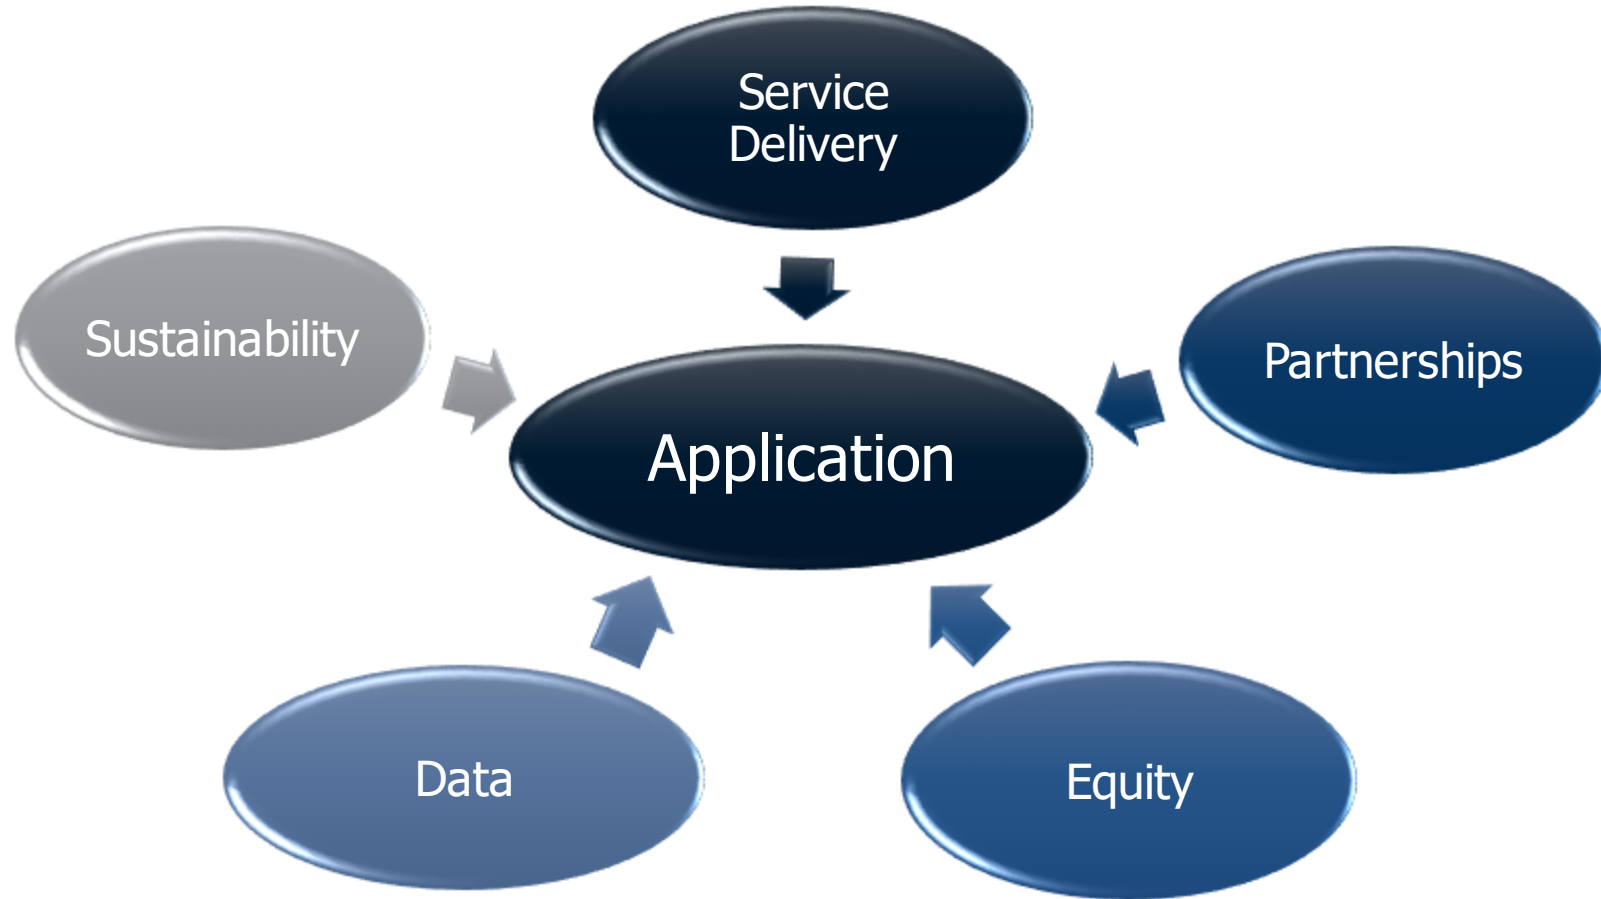 Service
Delivery
Sustainability
Partnerships
Application
Data
Equity